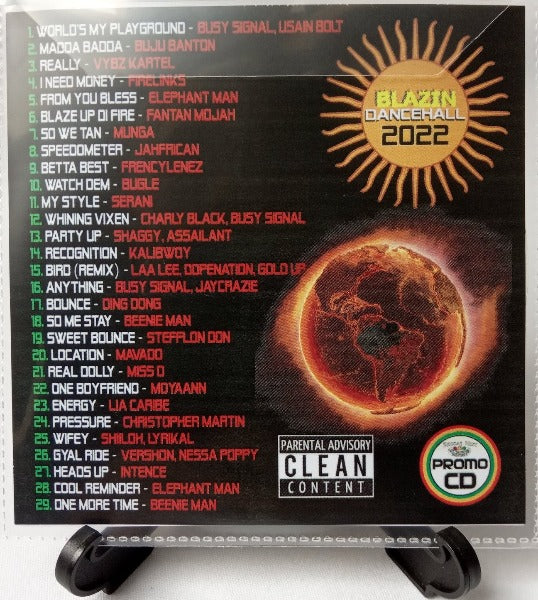 1. WORLD'S MY PLAYGROUND - BUSY SIGNAL, USAIN BOLT
2. MADDA BADDA - BUJU BANTON
3. REALLY - VYBZ KARTEL
4. I NEED MONEY - FIRELINKS
5. FROM YOU BLESS - ELEPHANT MAN
6. BLAZE UP DI FIRE - FANTAN MOJAH
7. SO WE TAN - MUNGA
8. SPEEDOMETER - JAHFRICAN
9. BETTA BEST - FRENCYLENEZ
10. WATCH DEM - BUGLE
11. MY STYLE - SERANI
12. WHINING VIXEN - CHARLY BLACK, BUSY SIGNAL
13. PARTY UP - SHAGGY, ASSAILANT
14. RECOGNITION - KALIBWOY
15. BIRD (REMIX) - LAA LEE, DOPENATION, GOLD UP
16. ANYTHING - BUSY SIGNAL, JAYCRAZIE
17. BOUNCE - DING DONG
18. SO ME STAY - BEENIE MAN
19. SWEET BOUNCE - STEFFLON DON
20. LOCATION - MAVADO
21. REAL DOLLY - MISS D
22. ONE BOYFRIEND - MOYAANN
23. ENERGY - LIA CARIBE
24. PRESSURE - CHRISTOPHER MARTIN
25. WIFEY - SHIILOH, LYRIKAL
26. GYAL RIDE - VERSHON, NESSA POPPY
27. HEADS UP - INTENCE
28. COOL REMINDER - ELEPHANT MAN
29. ONE MORE TIME - BEENIE MAN
BLAZIN
DANCEHALL
2022
PARENTAL ADVISORY
CLEAN
CONTENT
PROMO
CD